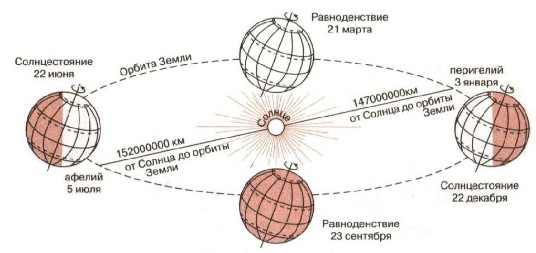 Равноденствие
21 марта
Солнцестояние
22 июня
Орбита Земли
перигелий
3 января
147000000км
от Солнца до орбиты
Земли
Солнце
152000000 км
от Солнца до орбиты
Земли
афелий
5 июля
Солнцестояние
22 декабря
Равноденствие
23 сентября